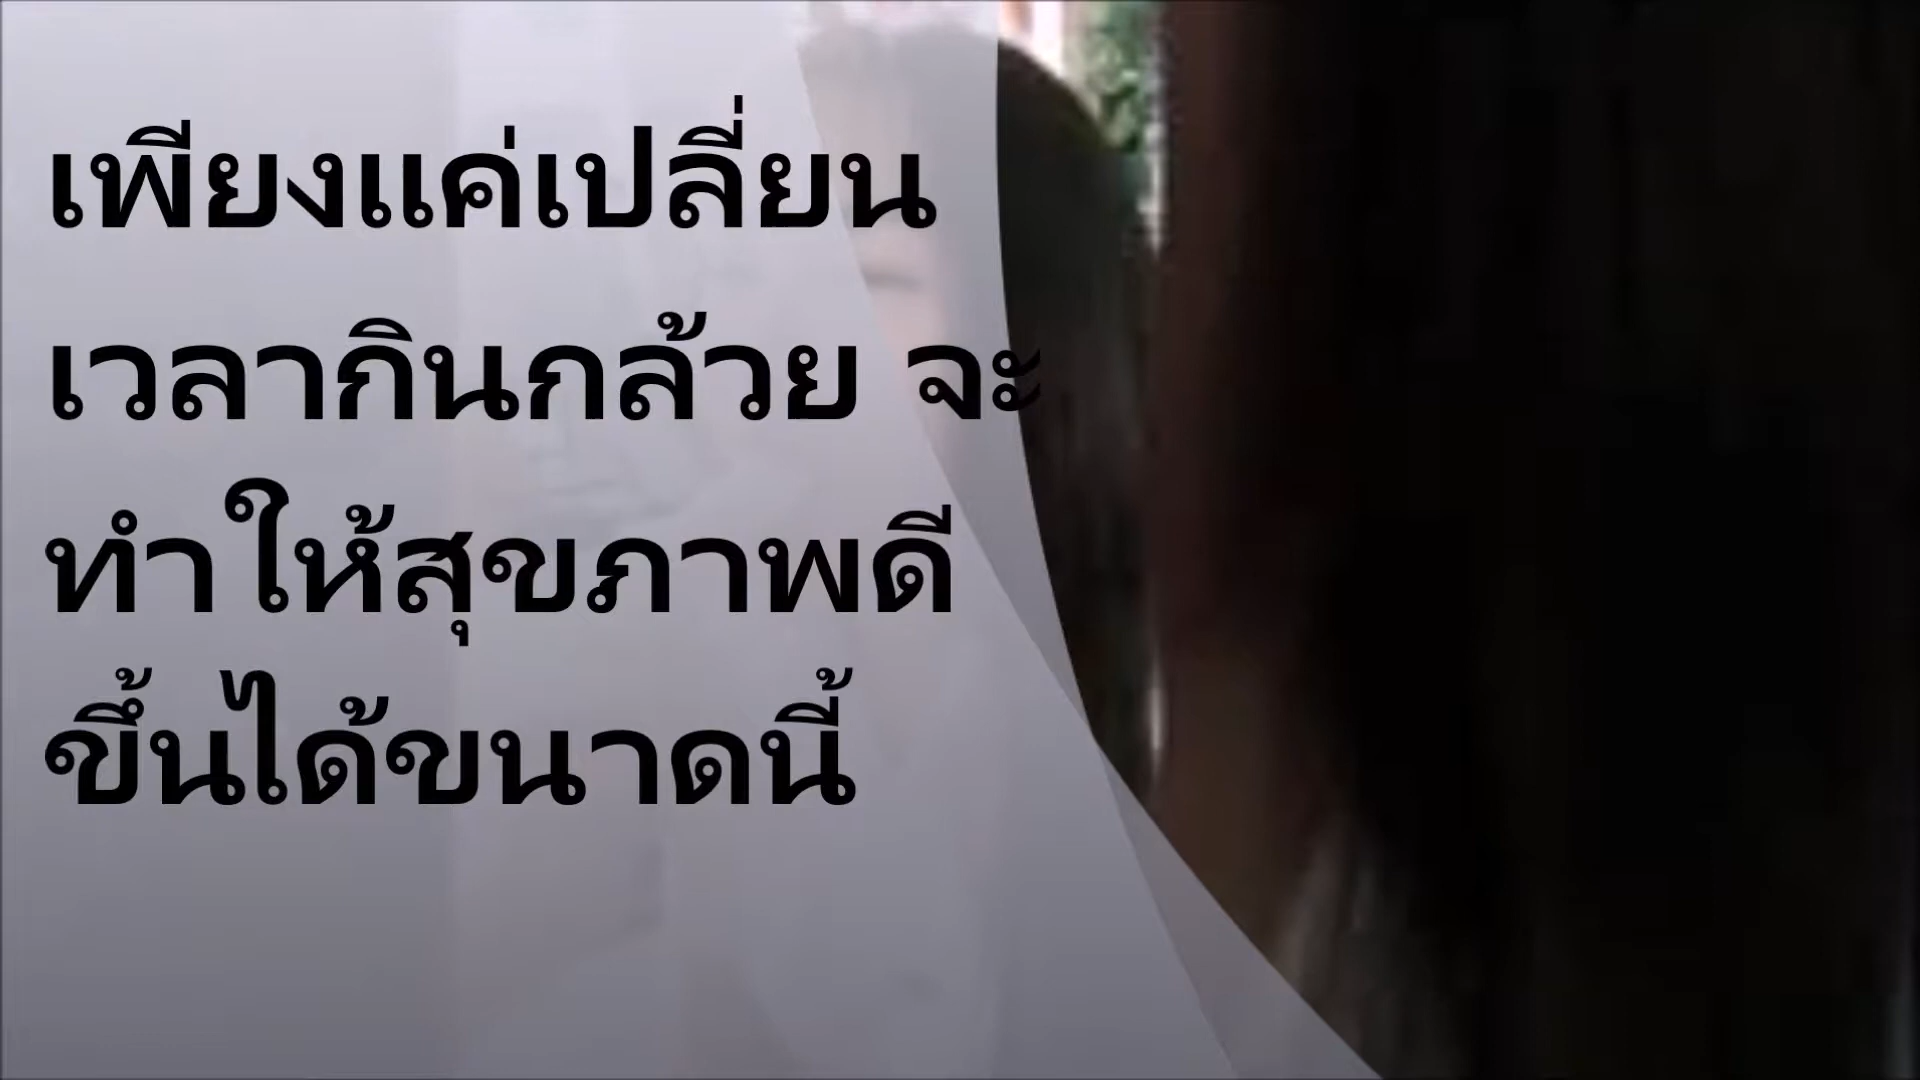 เพียงแค่เปลี่ยน
เวลากินกล้วย จะ
ทำให้สุขภาพดี
ขึ้นได้ขนาดนี้